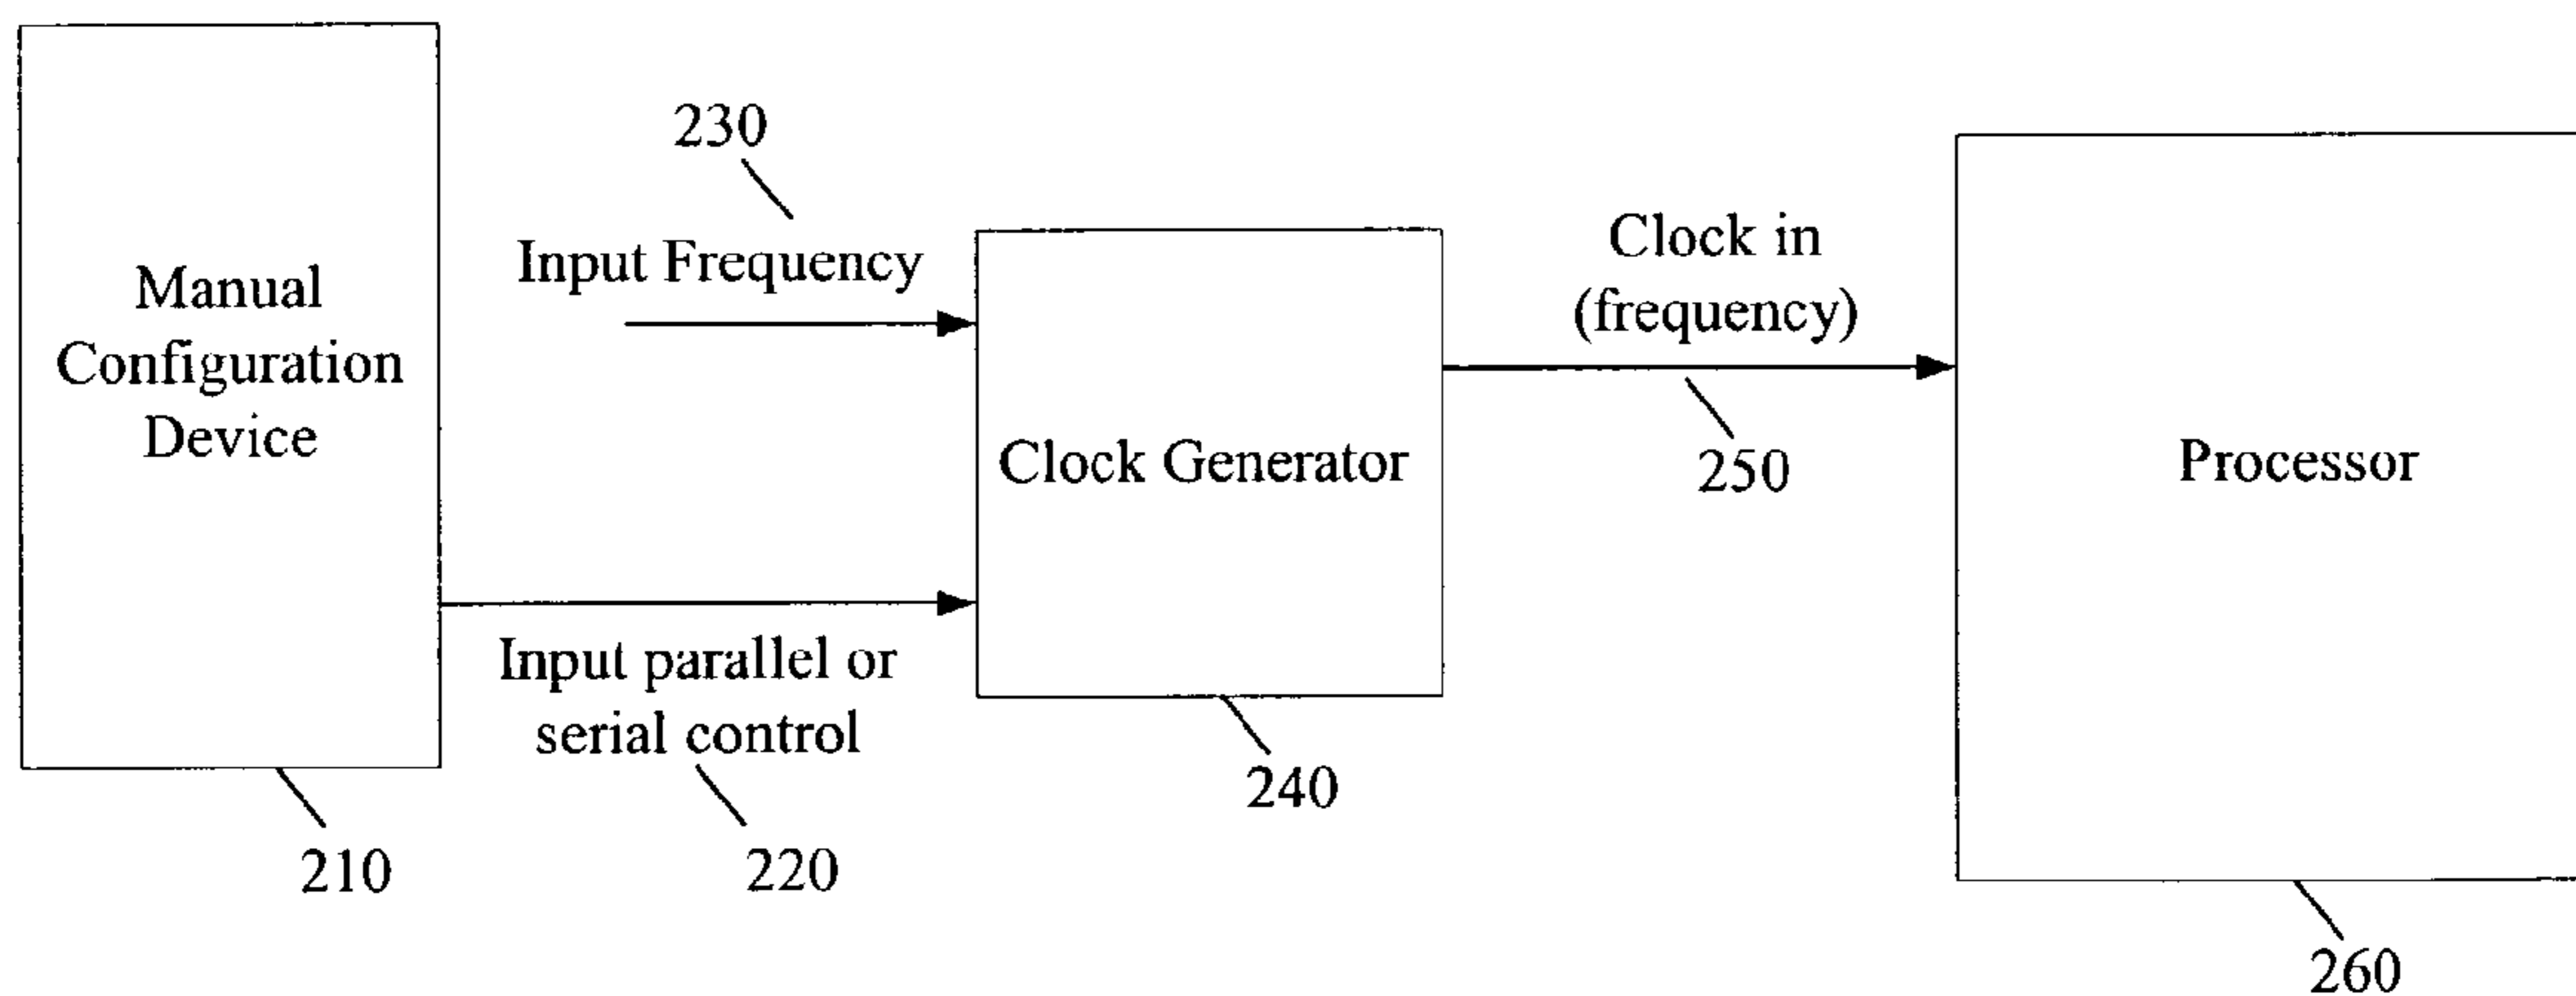 Manual
Configuration
Device
210
230
Input Frequency
Input parallel or
serial control
220
Clock Generator
240
Clock in
(frequency)
250
Processor
260